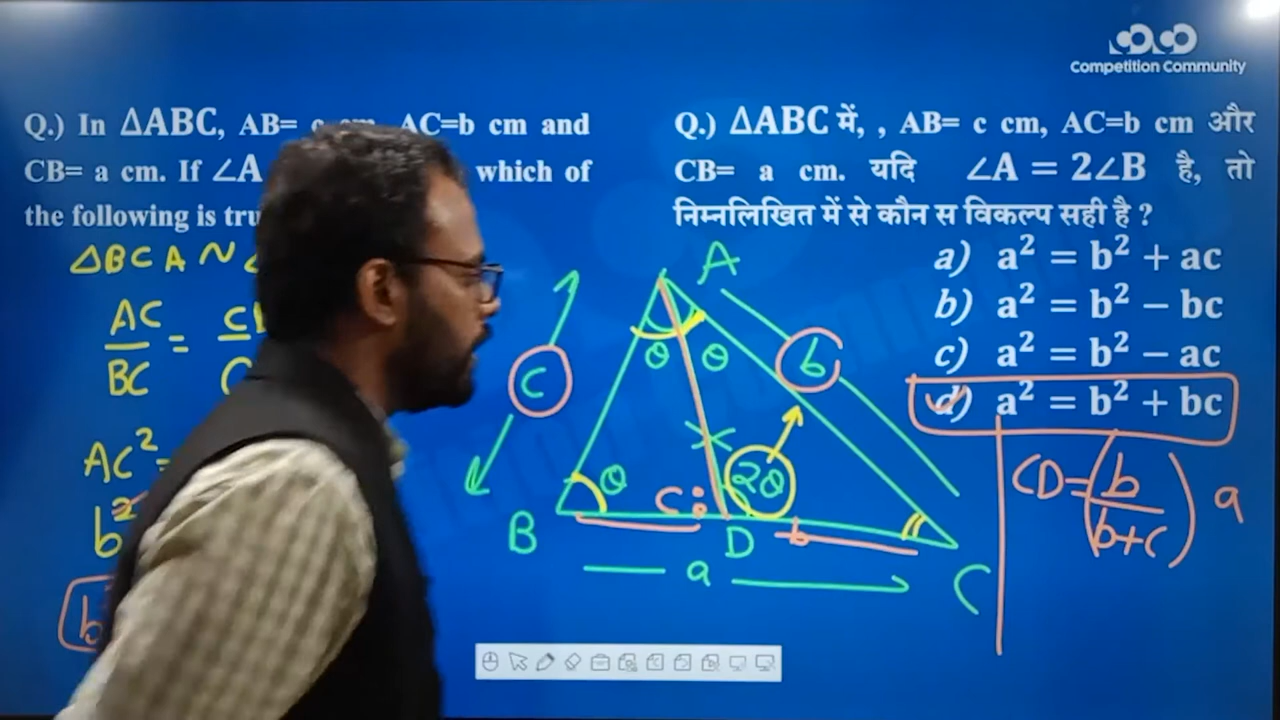 Competition Community
Q.) In ΔABC, AB= AC=b cm and
CB= a cm. If ∠A which of
the following is
Q.) ΔABC में, , AB= c cm, AC=b cm और
CB= a cm. यदि ∠A = 2∠B है, तो
निम्नलिखित में से कौन स विकल्प सही है ?
a) a² = b² + ac
b) a² = b² − bc
c) a² = b² − ac
d) a² = b² + bc
ΔBCA ~
AC/BC =
AC² =
b²
b
A
c
b
θ θ
θ
2θ
c:
b
B
D
C
a
CD=(b/(b+c)) a